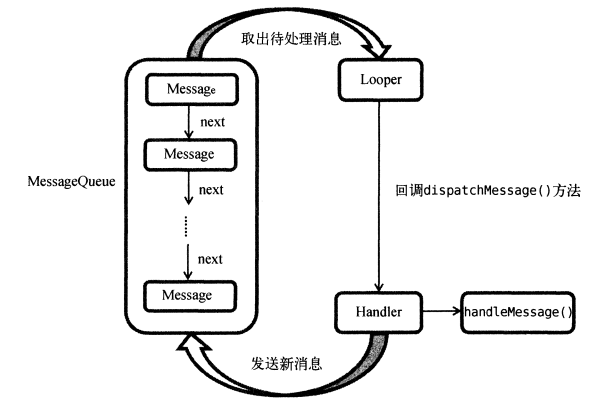 取出待处理消息
Message
Looper
next
Message
MessageQueue
next
回调dispatchMessage()方法
next
Message
Handler
handleMessage()
发送新消息